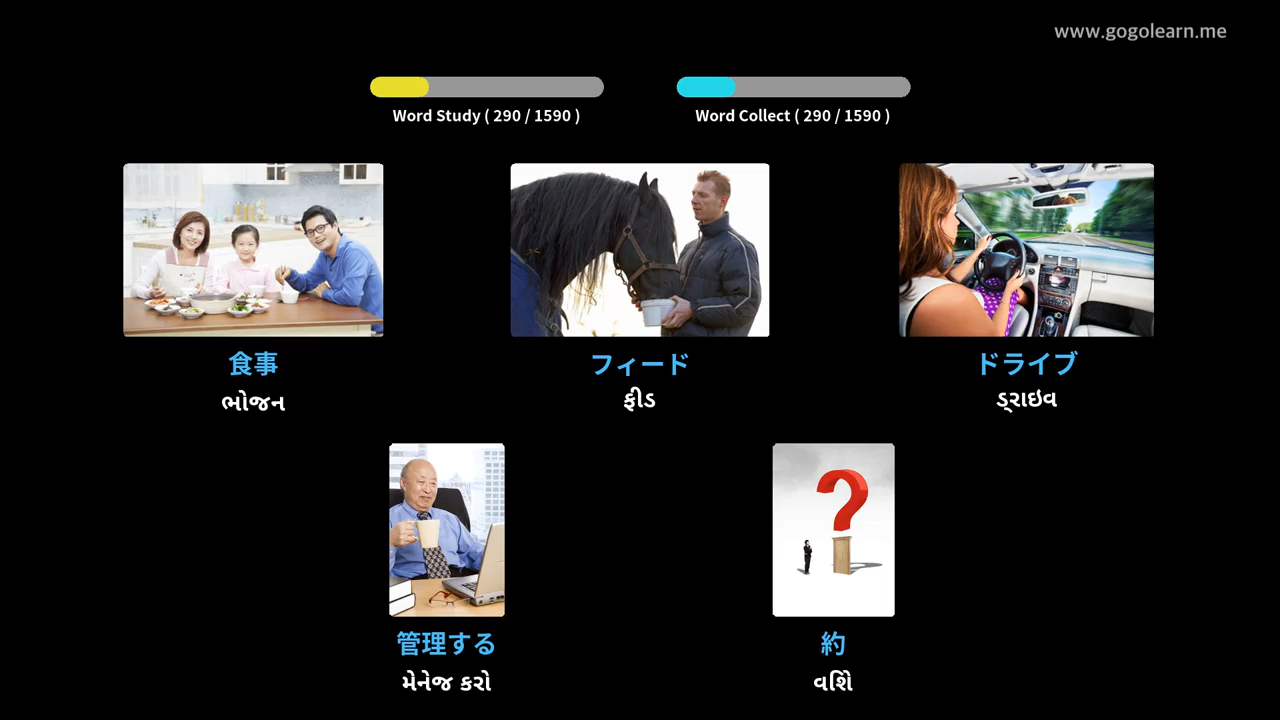 www.gogolearn.me
Word Study ( 290 / 1590 )
Word Collect ( 290 / 1590 )
食事
ભોજન
フィード
ફીડ
ドライブ
ડ્રાઇવ
管理する
મેનેજ કરો
約
વિશે